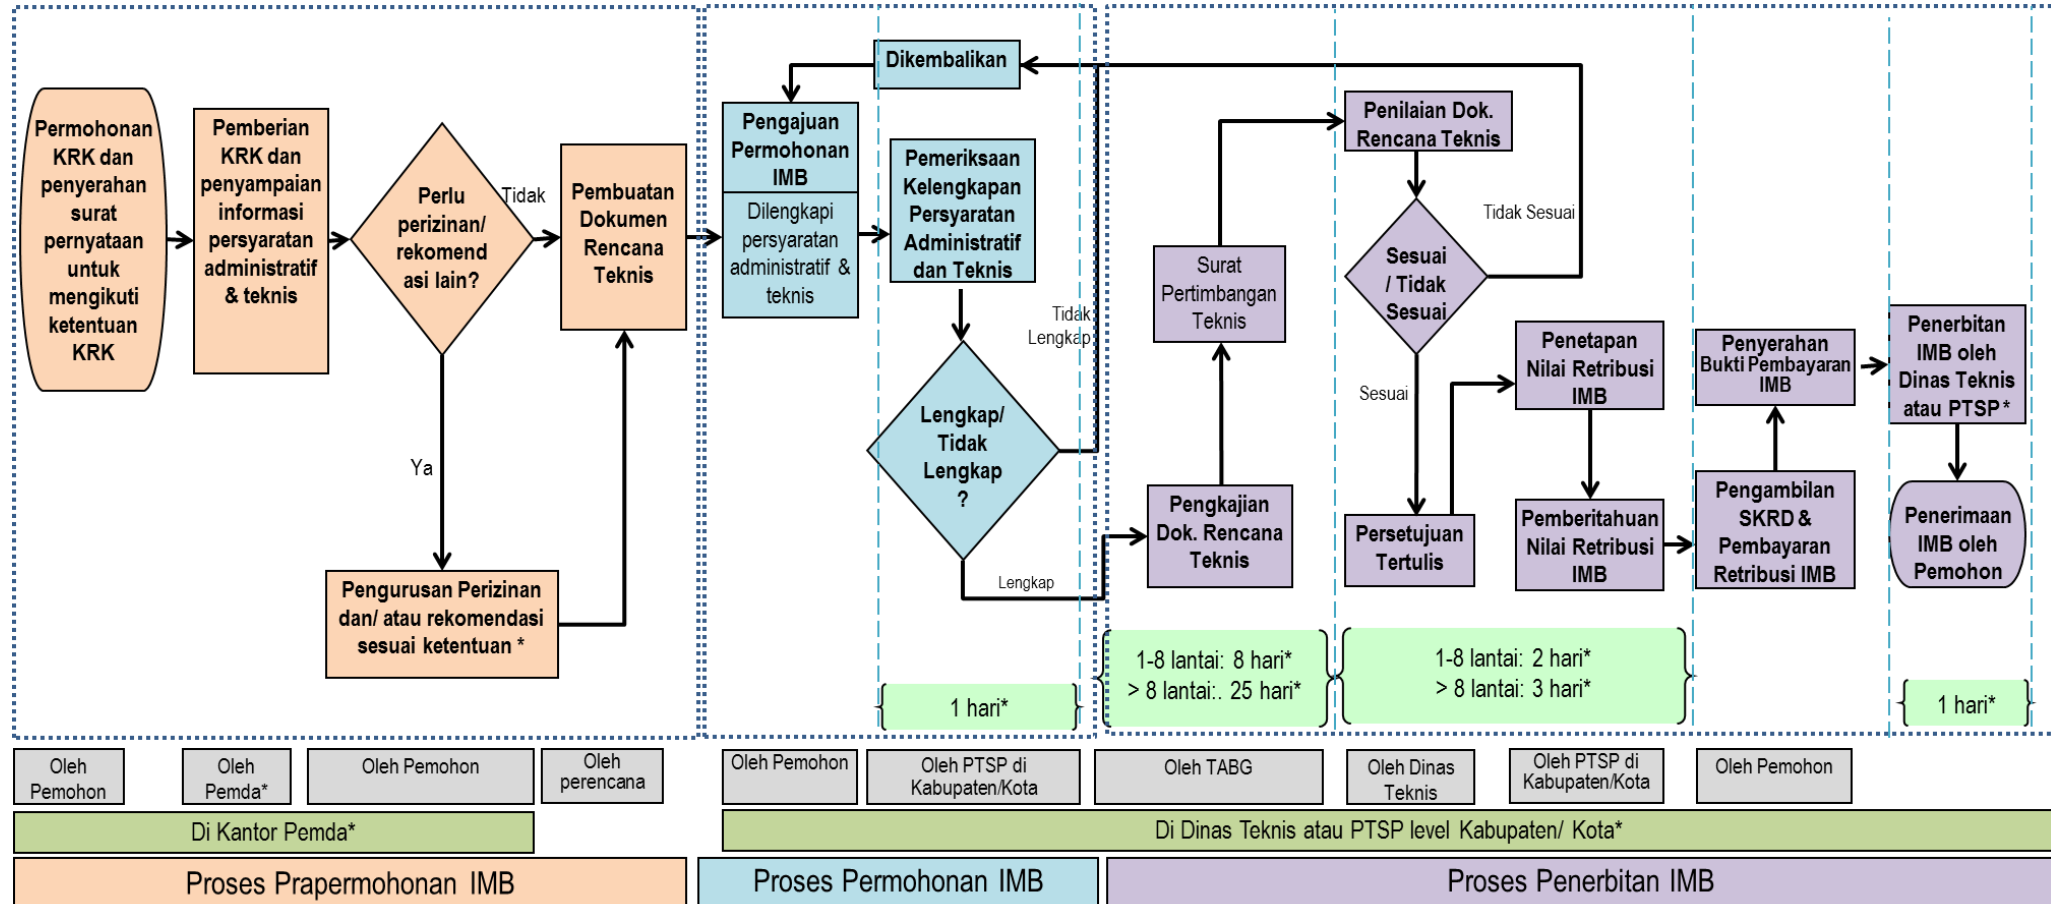 Permohonan
KRK dan
penyerahan
surat
pernyataan
untuk
mengikuti
ketentuan
KRK
Pemberian
KRK dan
penyampaian
informasi
persyaratan
administratif
& teknis
Perlu
perizinan/
rekomend
asi lain?
Tidak
Ya
Pengurusan Perizinan
dan/ atau rekomendasi
sesuai ketentuan *
Pembuatan
Dokumen
Rencana
Teknis
Dikembalikan
Pengajuan
Permohonan
IMB
Dilengkapi
persyaratan
administratif &
teknis
Pemeriksaan
Kelengkapan
Persyaratan
Administratif
dan Teknis
Tidak
Lengkap
Lengkap/
Tidak
Lengkap
?
Lengkap
1 hari*
Pengkajian
Dok. Rencana
Teknis
Surat
Pertimbangan
Teknis
Penilaian Dok.
Rencana Teknis
Tidak Sesuai
Sesuai
/ Tidak
Sesuai
Sesuai
Persetujuan
Tertulis
Penetapan
Nilai Retribusi
IMB
Pemberitahuan
Nilai Retribusi
IMB
Pengambilan
SKRD &
Pembayaran
Retribusi IMB
Penyerahan
Bukti Pembayaran
IMB
Penerbitan
IMB oleh
Dinas Teknis
atau PTSP *
Penerimaan
IMB oleh
Pemohon
1-8 lantai: 8 hari*
> 8 lantai:. 25 hari*
1-8 lantai: 2 hari*
> 8 lantai: 3 hari*
1 hari*
Oleh
Pemohon
Oleh
Pemda*
Oleh Pemohon
Oleh
perencana
Oleh Pemohon
Oleh PTSP di
Kabupaten/Kota
Oleh TABG
Oleh Dinas
Teknis
Oleh PTSP di
Kabupaten/Kota
Oleh Pemohon
Di Kantor Pemda*
Di Dinas Teknis atau PTSP level Kabupaten/ Kota*
Proses Prapermohonan IMB
Proses Permohonan IMB
Proses Penerbitan IMB